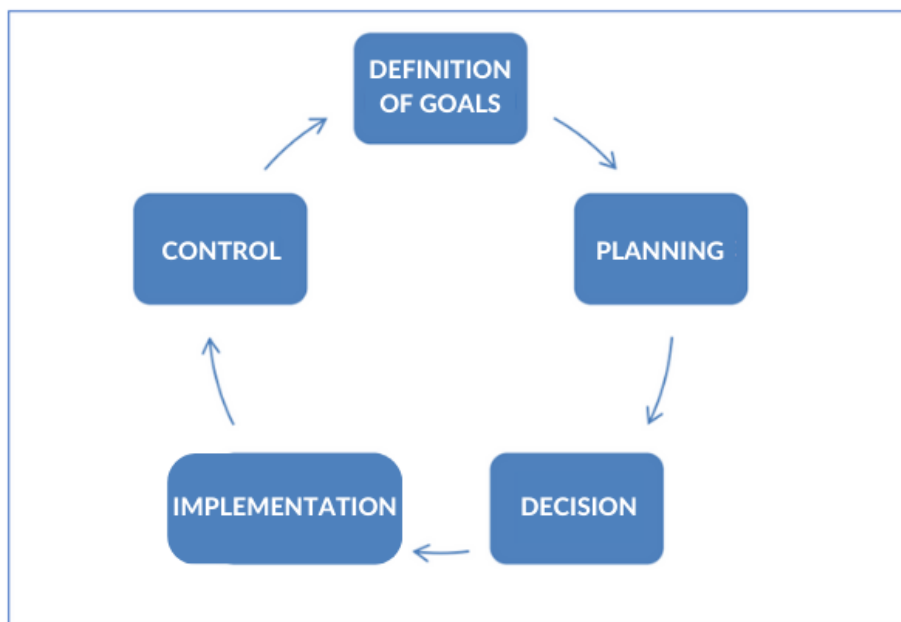 DEFINITION
OF GOALS
PLANNING
DECISION
IMPLEMENTATION
CONTROL